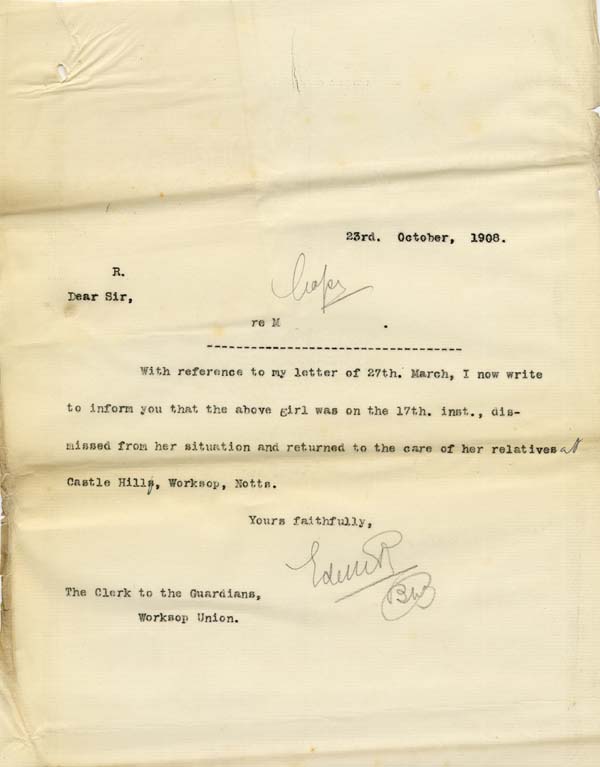 23rd. October, 1908.
R.
Copy
Dear Sir,
re M .
With reference to my letter of 27th. March, I now write
to inform you that the above girl was on the 17th. inst., dis-
missed from her situation and returned to the care of her relatives at
Castle Hills, Worksop, Notts.
Yours faithfully,
The Clerk to the Guardians,
Worksop Union.